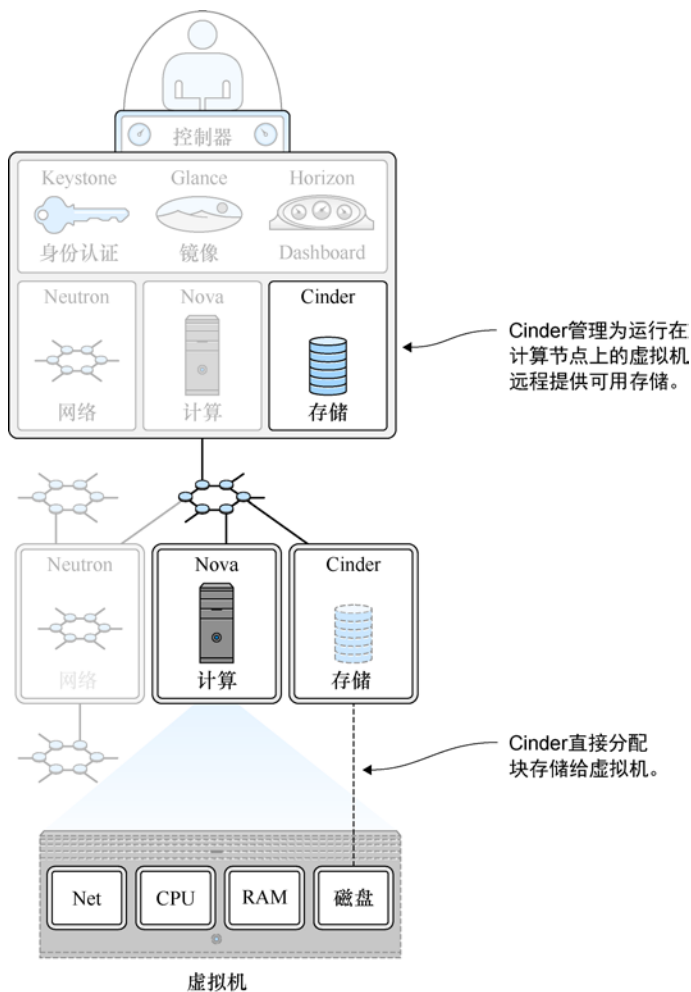 控制器
Keystone
Glance
Horizon
身份认证
镜像
Dashboard
Neutron
Nova
Cinder
网络
计算
存储
Cinder管理为运行在
计算节点上的虚拟机
远程提供可用存储。
Neutron
Nova
Cinder
网络
计算
存储
Cinder直接分配
块存储给虚拟机。
Net
CPU
RAM
磁盘
虚拟机